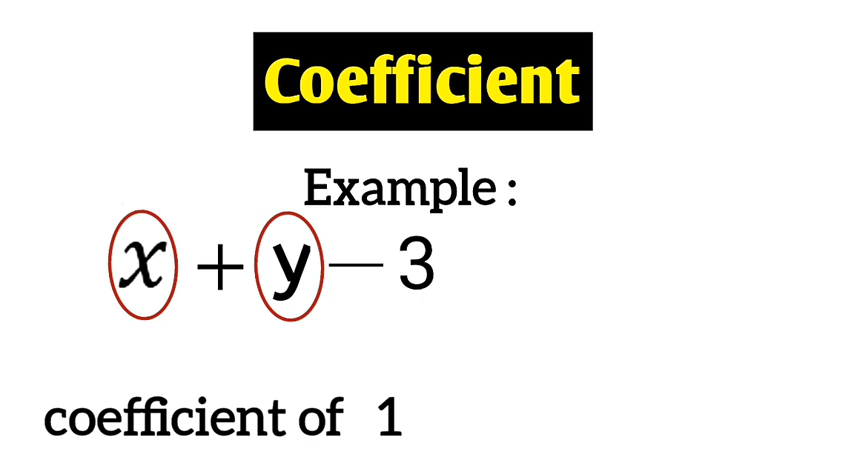 Coefficient
Example :
x + y — 3
coefficient of 1